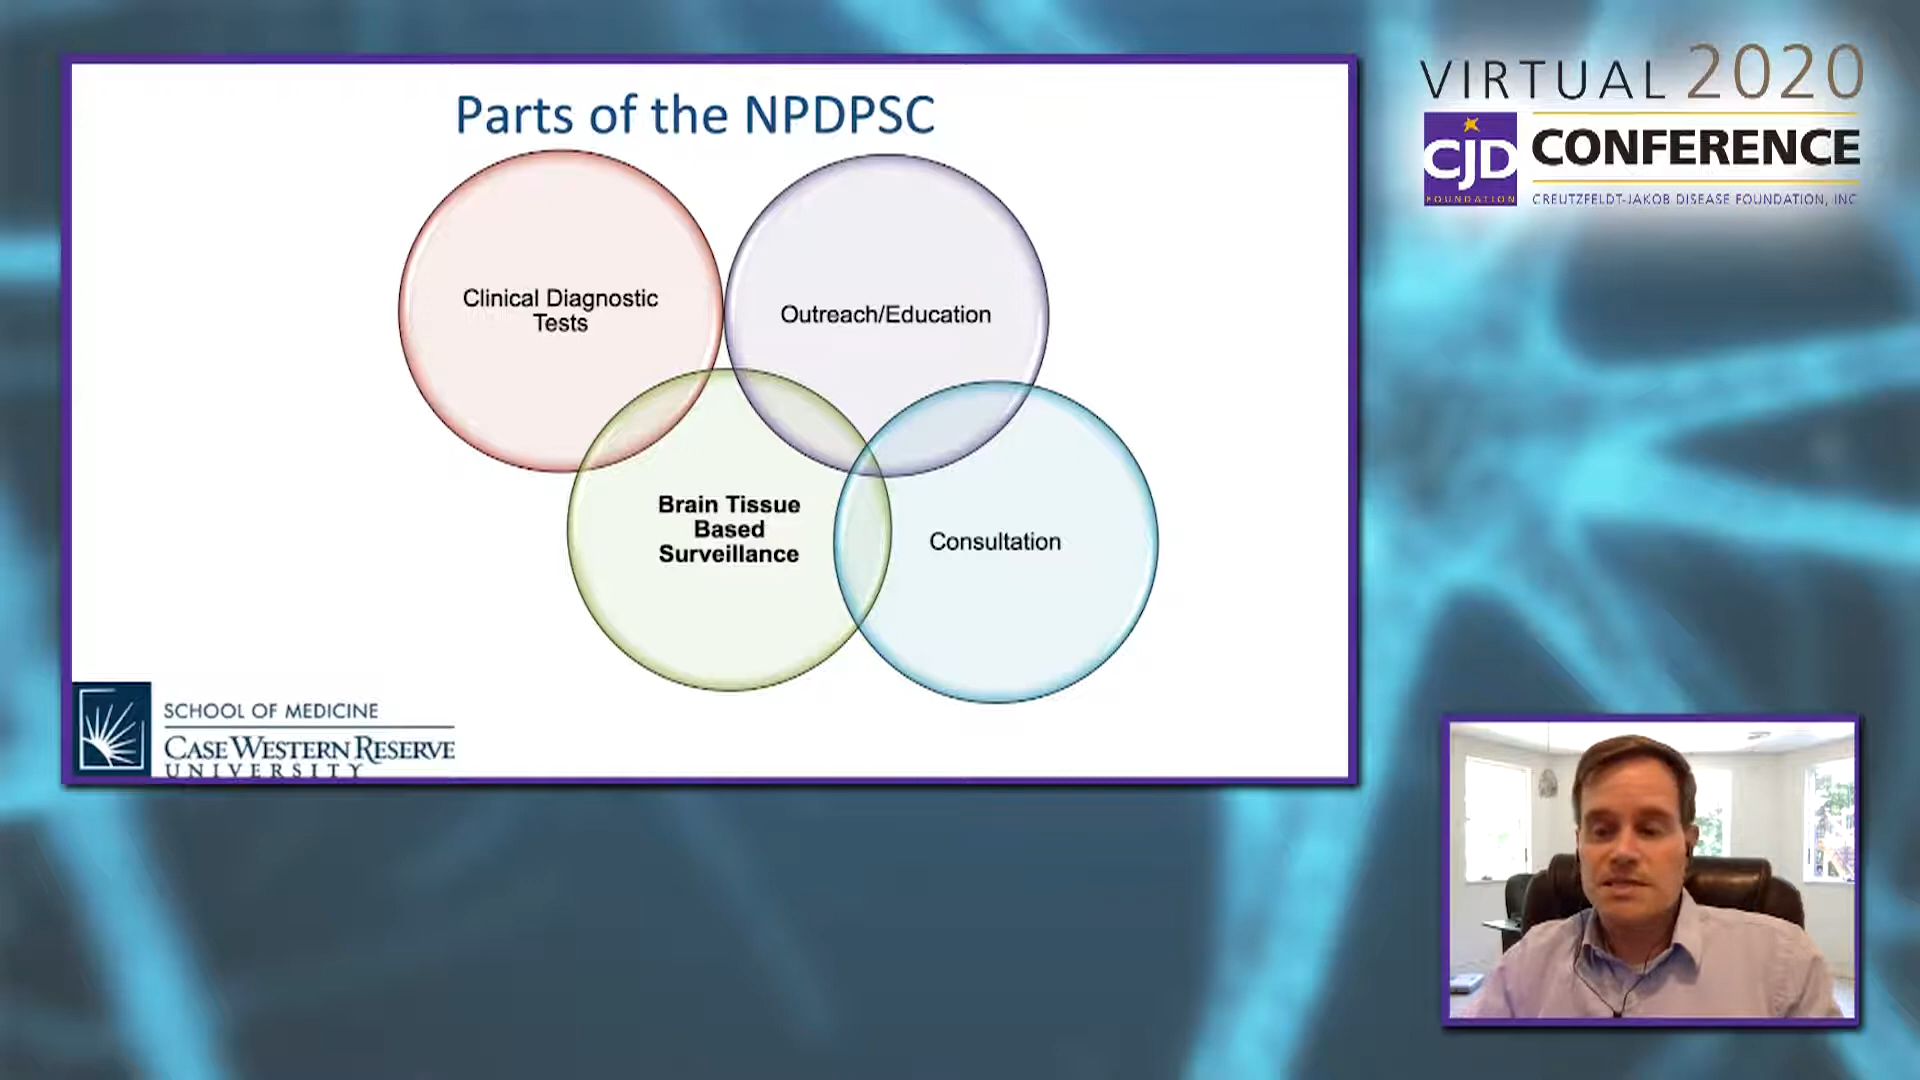 Parts of the NPDPSC
Clinical Diagnostic
Tests
Outreach/Education
Brain Tissue
Based
Surveillance
Consultation
SCHOOL OF MEDICINE
CASE WESTERN RESERVE
UNIVERSITY
VIRTUAL 2020
CJD
FOUNDATION
CONFERENCE
CREUTZFELDT-JAKOB DISEASE FOUNDATION, INC